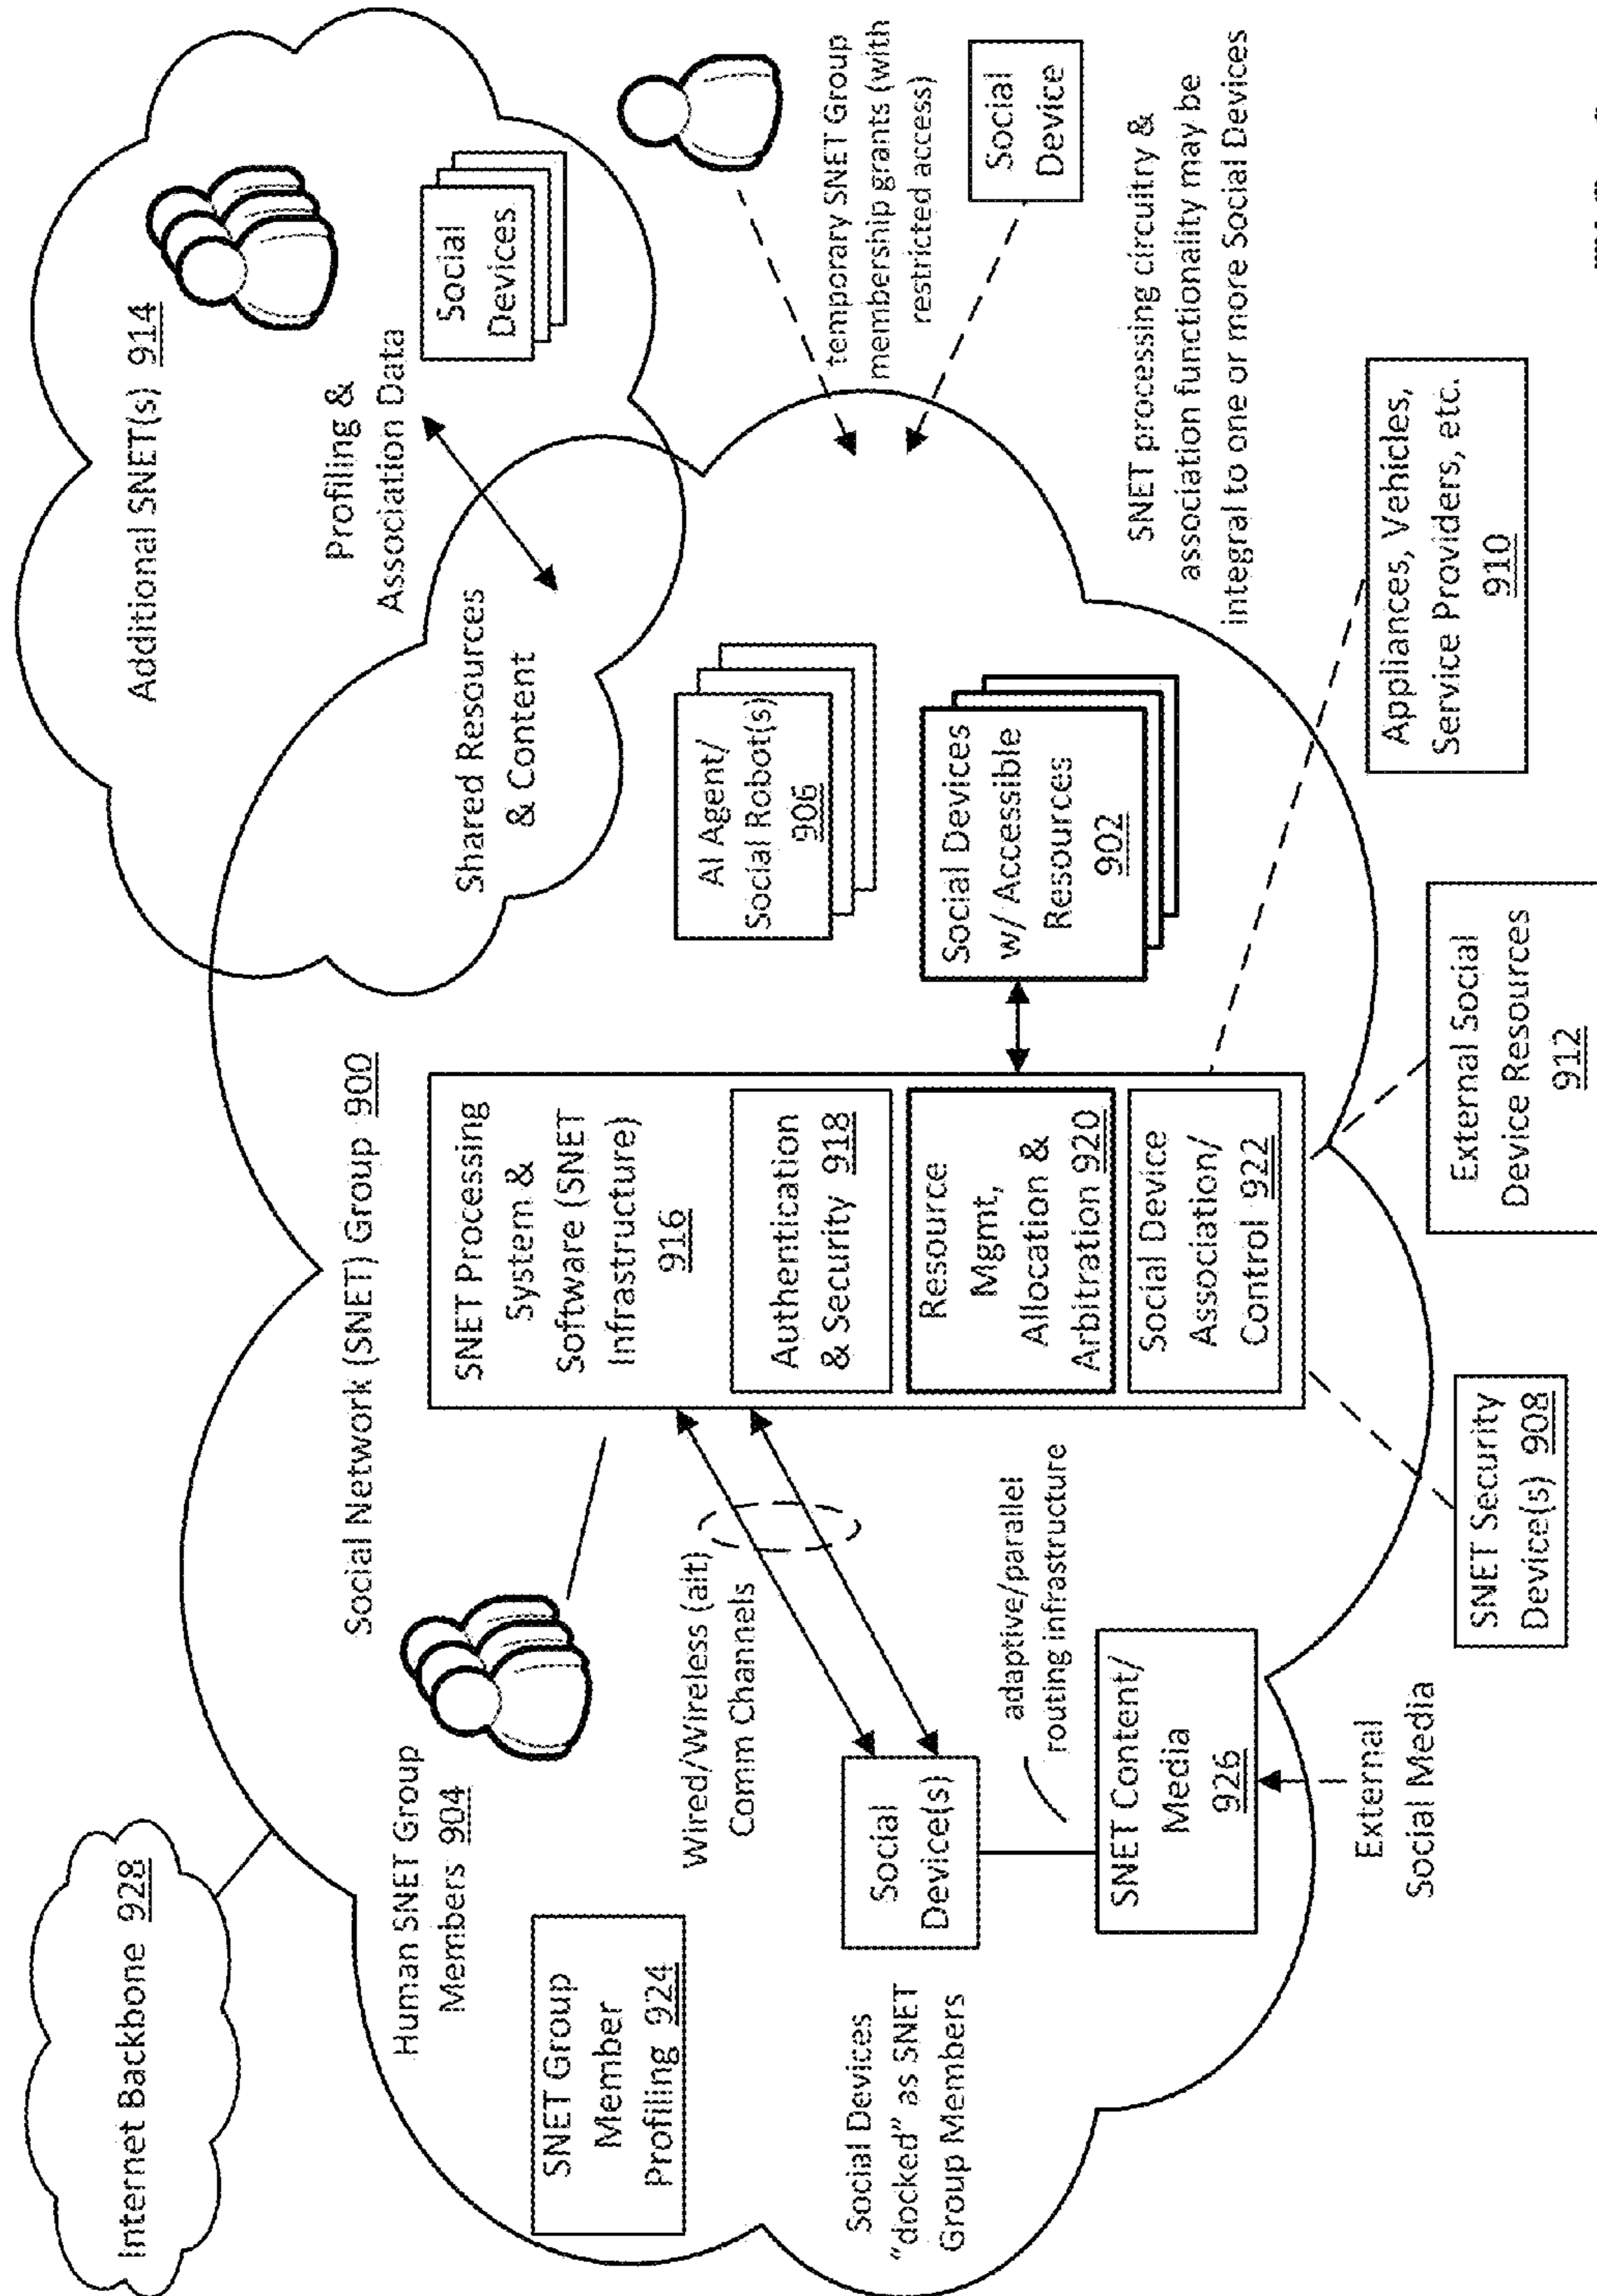 Internet Backbone 928
Social Network (SNET) Group 900
Additional SNET(s) 914
Human SNET Group
Members 904
Profiling &
Association Data
Social
Devices
Shared Resources
& Content
SNET Group
Member
Profiling 924
SNET Processing
System &
Software (SNET
Infrastructure)
916
Authentication
& Security 918
Resource
Mgmt,
Allocation &
Arbitration 920
Social Device
Association/
Control 922
Wired/Wireless (alt)
Comm Channels
AI Agent/
Social Robot(s)
906
Social Devices
w/ Accessible
Resources
902
temporary SNET Group
membership grants (with
restricted access)
Social
Device
Social Devices
"docked" as SNET
Group Members
Social
Device(s)
adaptive/parallel
routing infrastructure
SNET Content/
Media
926
External
Social Media
SNET processing circuitry &
association functionality may be
integral to one or more Social Devices
SNET Security
Device(s) 908
External Social
Device Resources
912
Appliances, Vehicles,
Service Providers, etc.
910